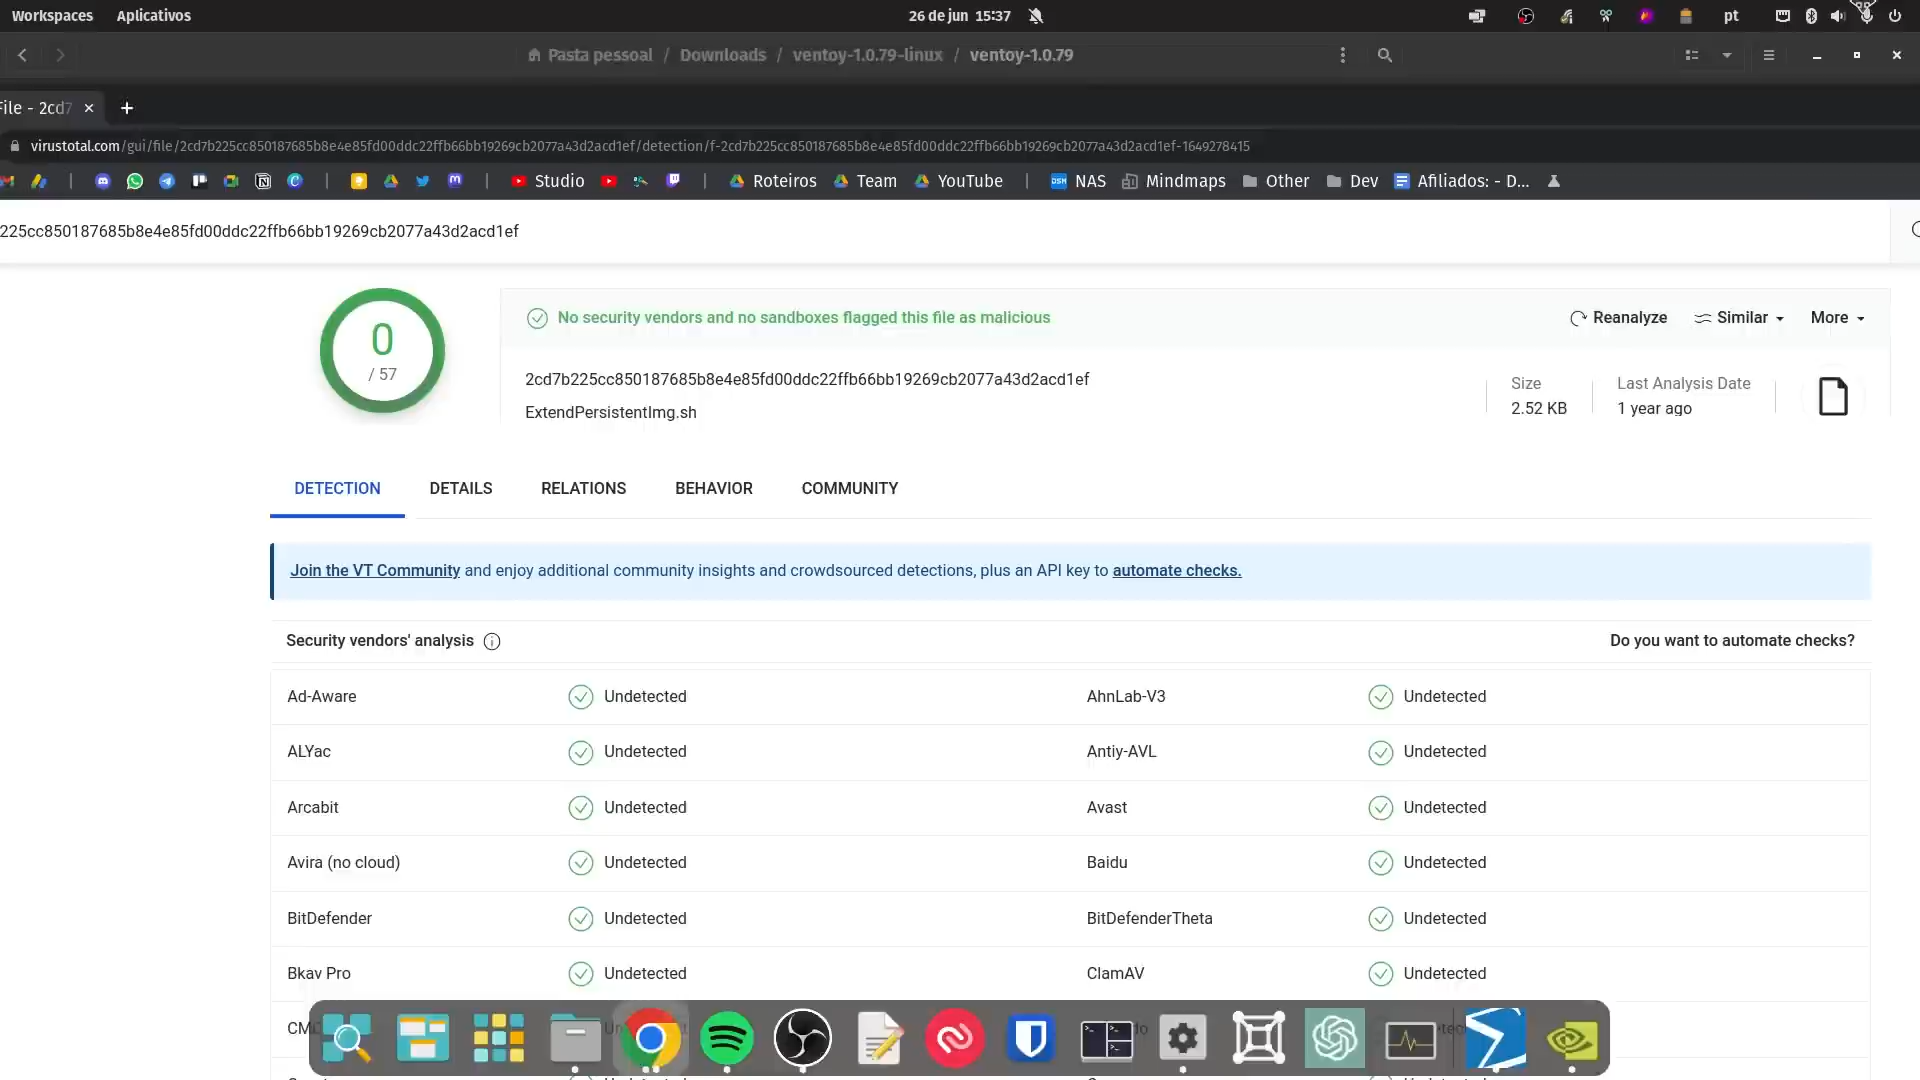 Workspaces Aplicativos 26 de jun 15:37 pt
Pasta pessoal / Downloads / ventoy-1.0.79-linux / ventoy-1.0.79
File - 2cd7
virustotal.com/gui/file/2cd7b225cc850187685b8e4e85fd00ddc22ffb66bb19269cb2077a43d2acd1ef/detection/f-2cd7b225cc850187685b8e4e85fd00ddc22ffb66bb19269cb2077a43d2acd1ef-1649278415
Studio Roteiros Team YouTube NAS Mindmaps Other Dev Afiliados: - D...
225cc850187685b8e4e85fd00ddc22ffb66bb19269cb2077a43d2acd1ef
0
/ 57
No security vendors and no sandboxes flagged this file as malicious
Reanalyze Similar More
2cd7b225cc850187685b8e4e85fd00ddc22ffb66bb19269cb2077a43d2acd1ef
ExtendPersistentImg.sh
Size
2.52 KB
Last Analysis Date
1 year ago
DETECTION DETAILS RELATIONS BEHAVIOR COMMUNITY
Join the VT Community and enjoy additional community insights and crowdsourced detections, plus an API key to automate checks.
Security vendors' analysis Do you want to automate checks?
Ad-Aware Undetected AhnLab-V3 Undetected
ALYac Undetected Antiy-AVL Undetected
Arcabit Undetected Avast Undetected
Avira (no cloud) Undetected Baidu Undetected
BitDefender Undetected BitDefenderTheta Undetected
Bkav Pro Undetected ClamAV Undetected